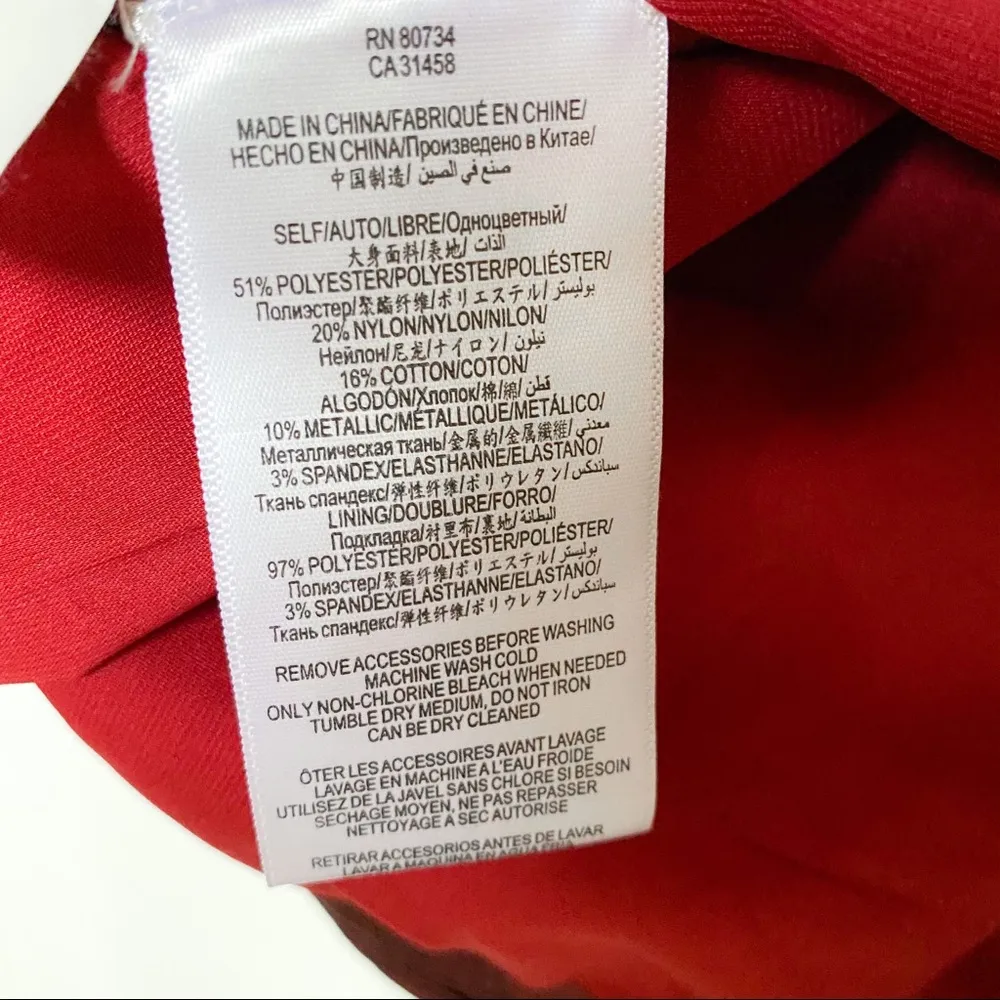 RN 80734
CA 31458
MADE IN CHINA/FABRIQUÉ EN CHINE/
HECHO EN CHINA/Произведено в Китае/
中国制造/ صنع في الصين
SELF/AUTO/LIBRE/Одноцветный/
大身面料/表地/ الذات
51% POLYESTER/POLYESTER/POLIÉSTER/
Полиэстер/聚酯纤维/ポリエステル/ بوليستر
20% NYLON/NYLON/NILON/
Нейлон/尼龙/ナイロン/ نيلون
16% COTTON/COTON/
ALGODÓN/Хлопок/棉/綿/ قطن
10% METALLIC/MÉTALLIQUE/METÁLICO/
Металлическая ткань/金属的/金属繊維/ معدني
3% SPANDEX/ELASTHANNE/ELASTANO/
Ткань спандекс/弹性纤维/ポリウレタン/ سباندكس
LINING/DOUBLURE/FORRO/
Подкладка/衬里布/裏地/ البطانة
97% POLYESTER/POLYESTER/POLIÉSTER/
Полиэстер/聚酯纤维/ポリエステル/ بوليستر
3% SPANDEX/ELASTHANNE/ELASTANO/
Ткань спандекс/弹性纤维/ポリウレタン/ سباندكس
REMOVE ACCESSORIES BEFORE WASHING
MACHINE WASH COLD
ONLY NON-CHLORINE BLEACH WHEN NEEDED
TUMBLE DRY MEDIUM, DO NOT IRON
CAN BE DRY CLEANED
ÔTER LES ACCESSOIRES AVANT LAVAGE
LAVAGE EN MACHINE A L'EAU FROIDE
UTILISEZ DE LA JAVEL SANS CHLORE SI BESOIN
SECHAGE MOYEN, NE PAS REPASSER
NETTOYAGE A SEC AUTORISE
RETIRAR ACCESORIOS ANTES DE LAVAR
LAVAR A MAQUINA EN AGUA FRIA